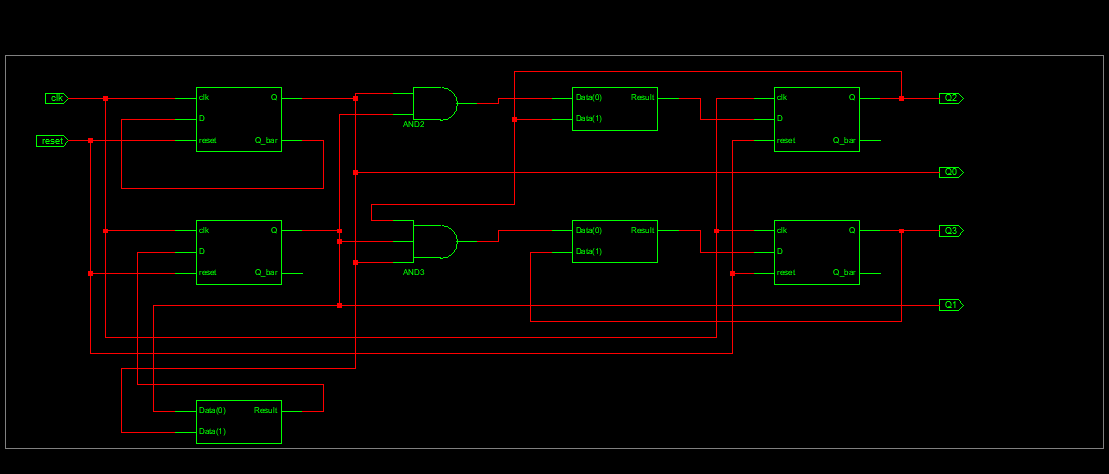 clk
reset
clk Q
D
reset Q_bar
AND2
Data(0) Result
Data(1)
clk Q
D
reset Q_bar
Q2
Q0
clk Q
D
reset Q_bar
AND3
Data(0) Result
Data(1)
clk Q
D
reset Q_bar
Q3
Q1
Data(0) Result
Data(1)